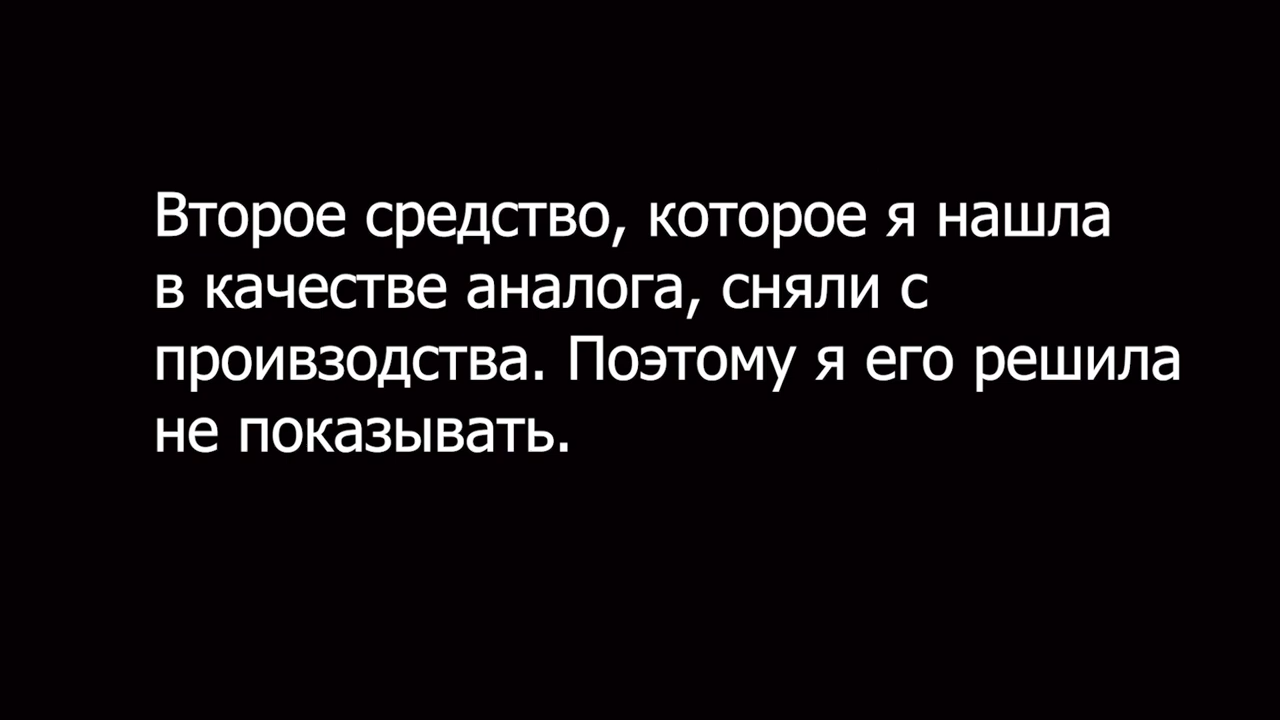 Второе средство, которое я нашла
в качестве аналога, сняли с
проивзодства. Поэтому я его решила
не показывать.